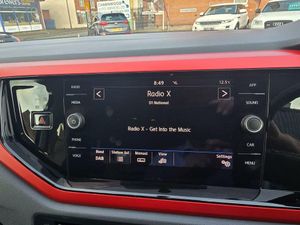 8:49
12.5
Radio X
D1 National
Radio X - Get Into the Music
RADIO
MEDIA
PHONE
VOICE
APP
SOUND
CAR
MENU
Band
DAB
Station list
Manual
View
Settings